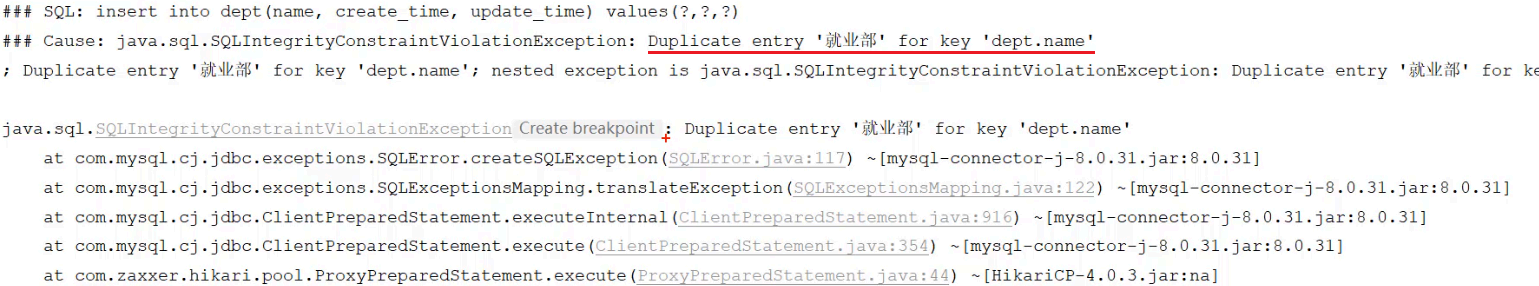 ### SQL: insert into dept(name, create_time, update_time) values(?,?,?)
### Cause: java.sql.SQLIntegrityConstraintViolationException: Duplicate entry '就业部' for key 'dept.name'
; Duplicate entry '就业部' for key 'dept.name'; nested exception is java.sql.SQLIntegrityConstraintViolationException: Duplicate entry '就业部' for ke
java.sql.SQLIntegrityConstraintViolationException Create breakpoint : Duplicate entry '就业部' for key 'dept.name'
at com.mysql.cj.jdbc.exceptions.SQLError.createSQLException(SQLError.java:117) ~[mysql-connector-j-8.0.31.jar:8.0.31]
at com.mysql.cj.jdbc.exceptions.SQLExceptionsMapping.translateException(SQLExceptionsMapping.java:122) ~[mysql-connector-j-8.0.31.jar:8.0.31]
at com.mysql.cj.jdbc.ClientPreparedStatement.executeInternal(ClientPreparedStatement.java:916) ~[mysql-connector-j-8.0.31.jar:8.0.31]
at com.mysql.cj.jdbc.ClientPreparedStatement.execute(ClientPreparedStatement.java:354) ~[mysql-connector-j-8.0.31.jar:8.0.31]
at com.zaxxer.hikari.pool.ProxyPreparedStatement.execute(ProxyPreparedStatement.java:44) ~[HikariCP-4.0.3.jar:na]